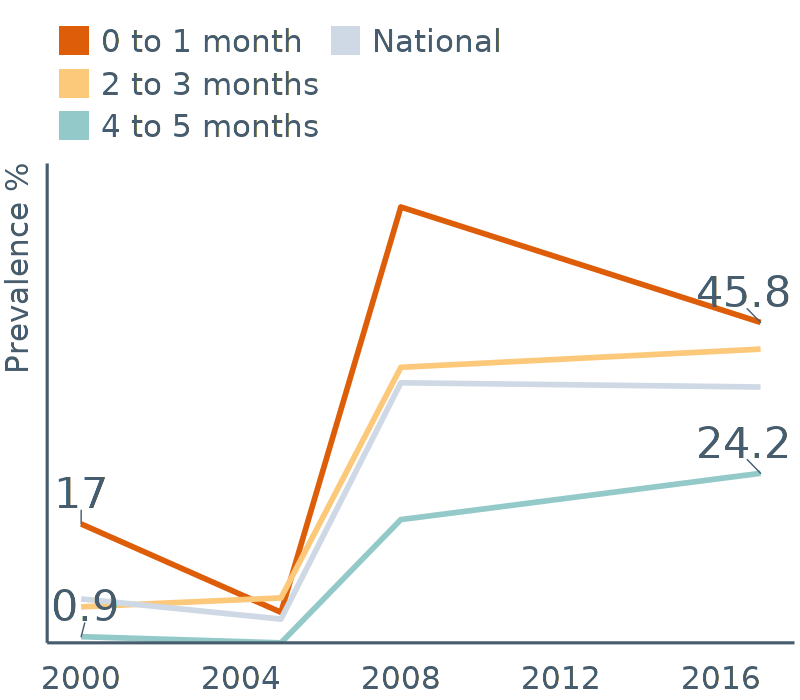 0 to 1 month
National
2 to 3 months
4 to 5 months
Prevalence %
45.8
24.2
17
0.9
2000 2004 2008 2012 2016